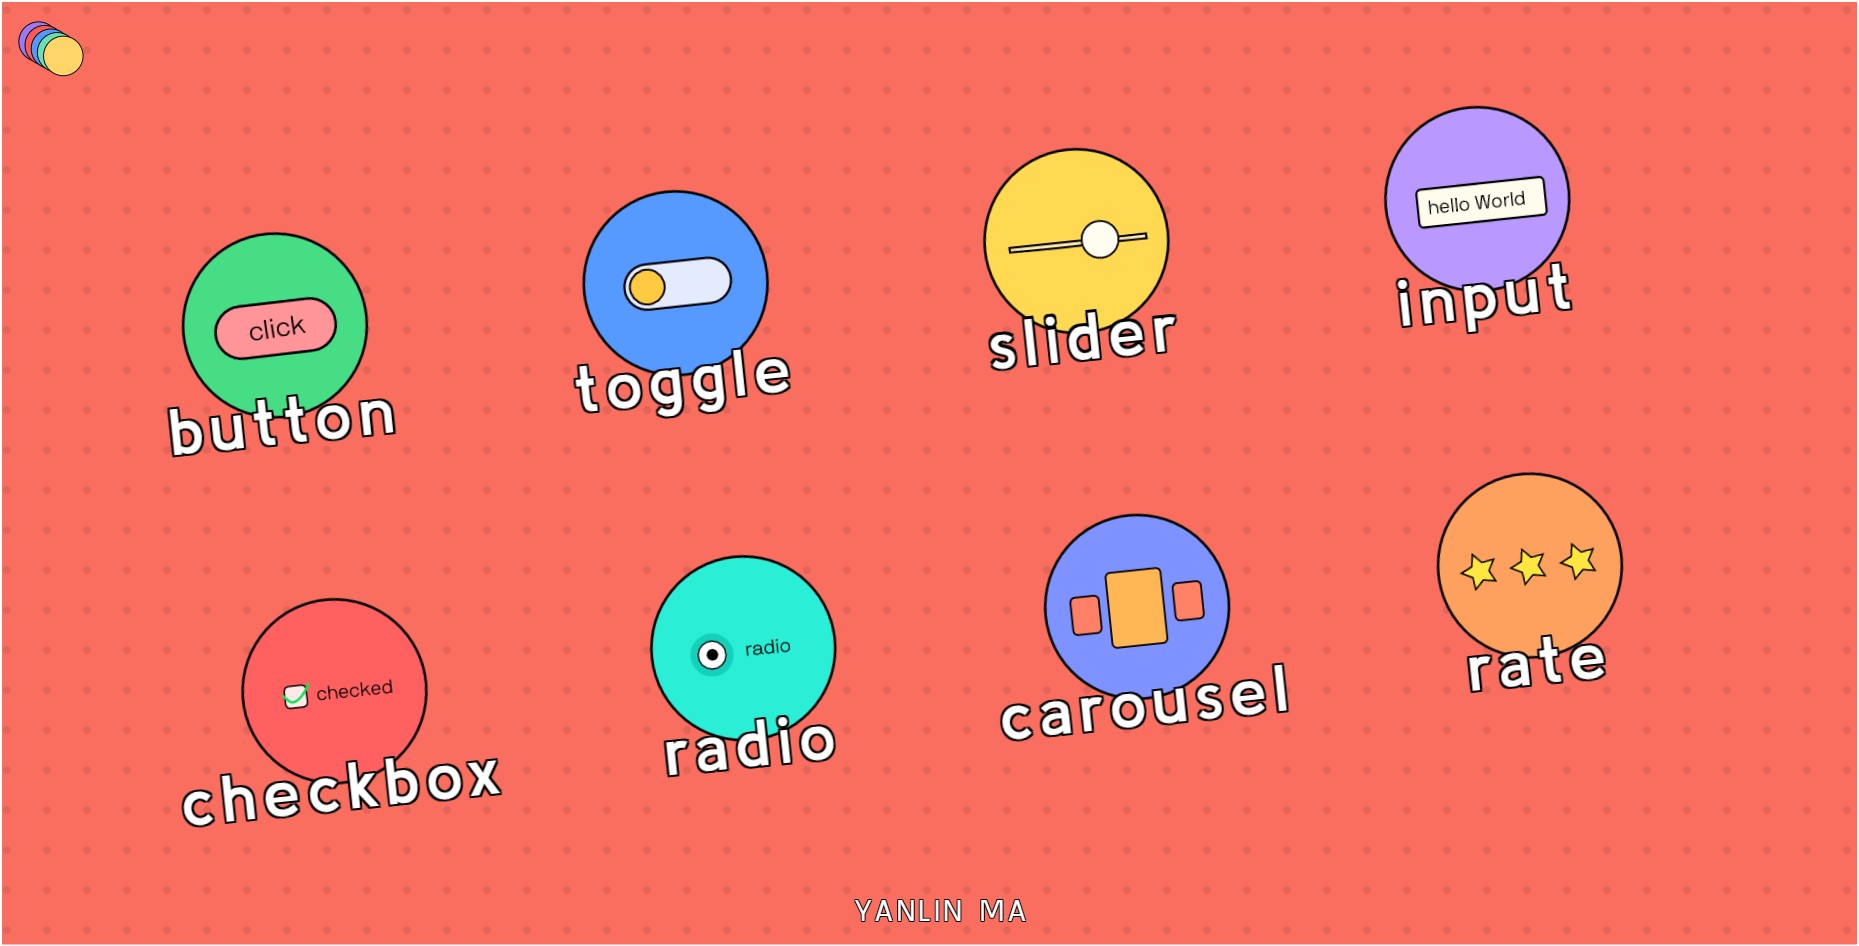 click
button
toggle
slider
hello World
input
checked
checkbox
radio
radio
carousel
rate
YANLIN MA